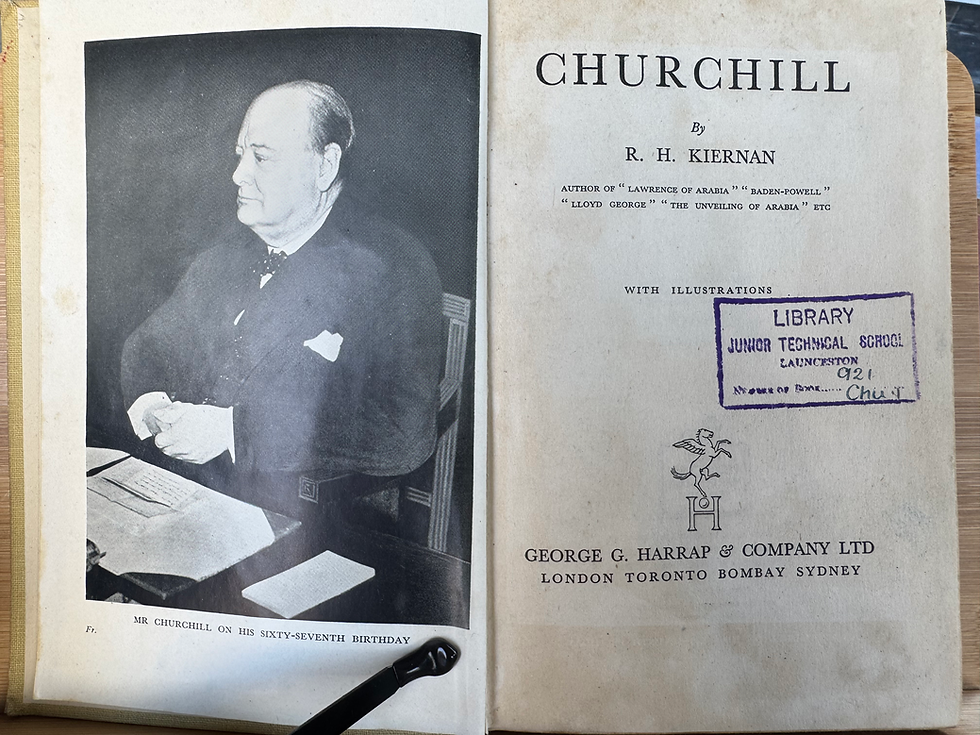 MR CHURCHILL ON HIS SIXTY-SEVENTH BIRTHDAY
Fr.
CHURCHILL
By
R. H. KIERNAN
AUTHOR OF “ LAWRENCE OF ARABIA ” “ BADEN-POWELL ”
“ LLOYD GEORGE ” “ THE UNVEILING OF ARABIA ” ETC
WITH ILLUSTRATIONS
LIBRARY
JUNIOR TECHNICAL SCHOOL
LAUNCESTON
921
OF BOOK......
H
GEORGE G. HARRAP & COMPANY LTD
LONDON TORONTO BOMBAY SYDNEY